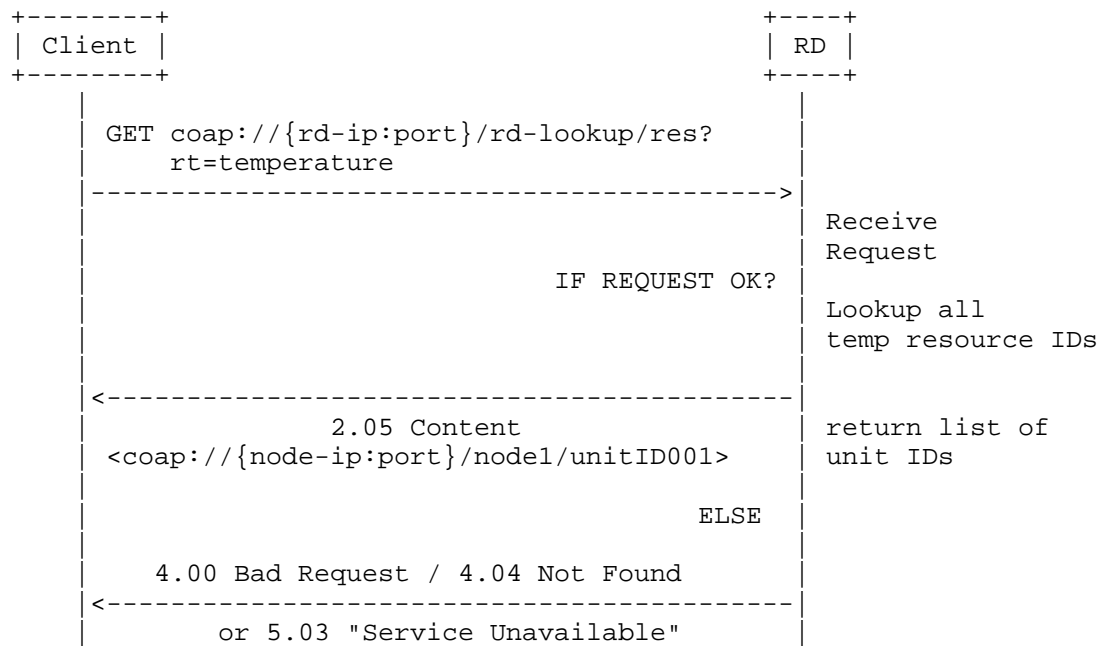 Client RD
GET coap://{rd-ip:port}/rd-lookup/res?
rt=temperature
Receive
Request
IF REQUEST OK?
Lookup all
temp resource IDs
2.05 Content return list of
<coap://{node-ip:port}/node1/unitID001> unit IDs
ELSE
4.00 Bad Request / 4.04 Not Found
or 5.03 "Service Unavailable"